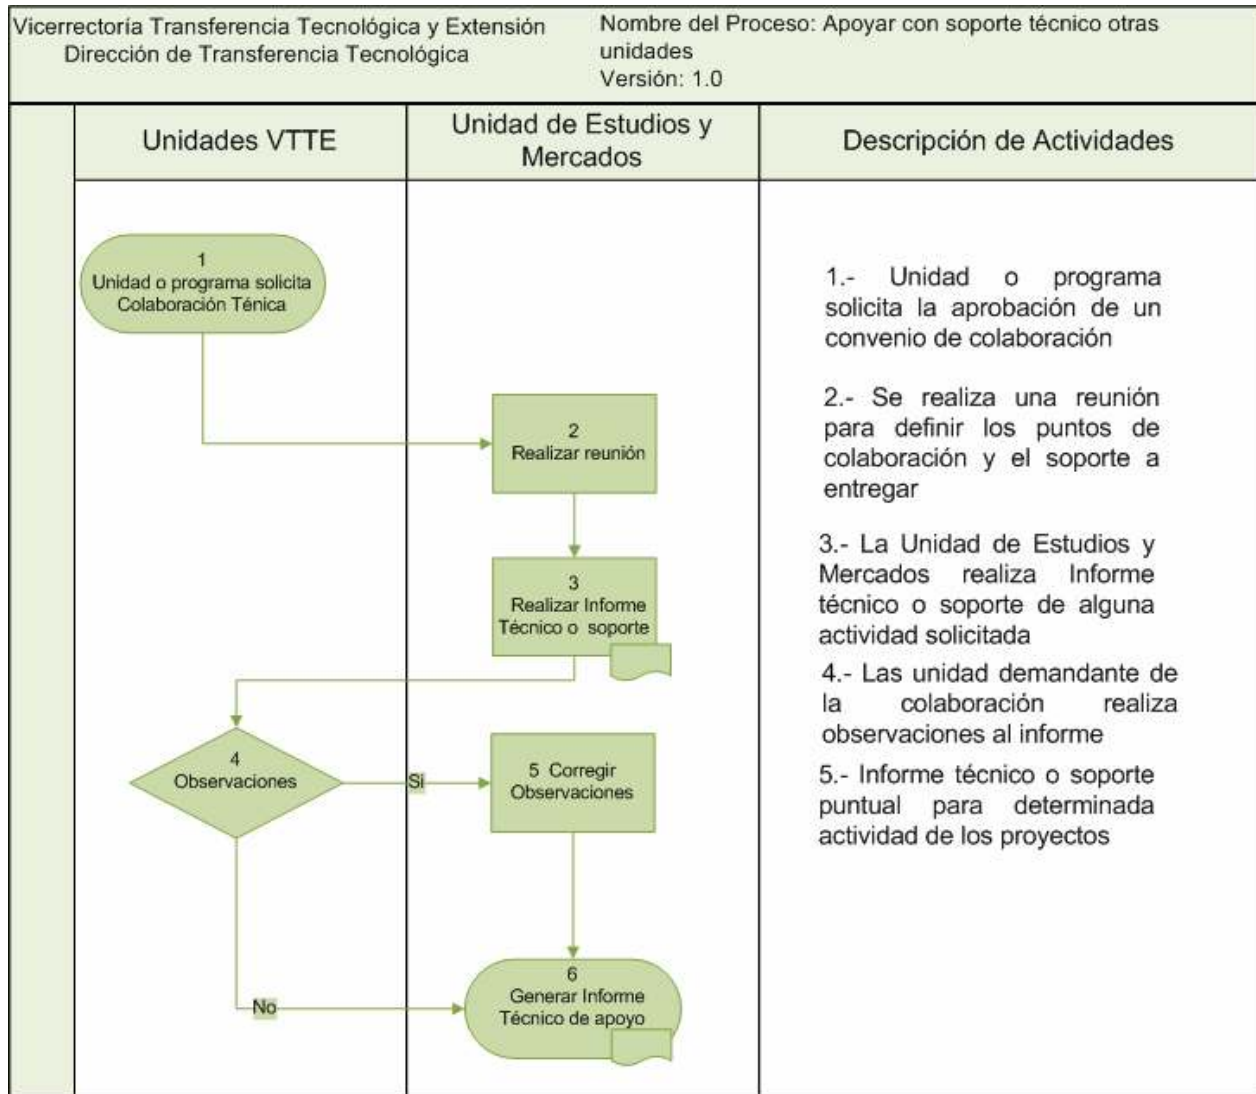 Vicerrectoría Transferencia Tecnológica y Extensión
Dirección de Transferencia Tecnológica
Nombre del Proceso: Apoyar con soporte técnico otras
unidades
Versión: 1.0
Unidades VTTE
Unidad de Estudios y
Mercados
Descripción de Actividades
1
Unidad o programa solicita
Colaboración Ténica
2
Realizar reunión
3
Realizar Informe
Técnico o soporte
4
Observaciones
Si
5 Corregir
Observaciones
No
6
Generar Informe
Técnico de apoyo
1.- Unidad o programa
solicita la aprobación de un
convenio de colaboración
2.- Se realiza una reunión
para definir los puntos de
colaboración y el soporte a
entregar
3.- La Unidad de Estudios y
Mercados realiza Informe
técnico o soporte de alguna
actividad solicitada
4.- Las unidad demandante de
la colaboración realiza
observaciones al informe
5.- Informe técnico o soporte
puntual para determinada
actividad de los proyectos